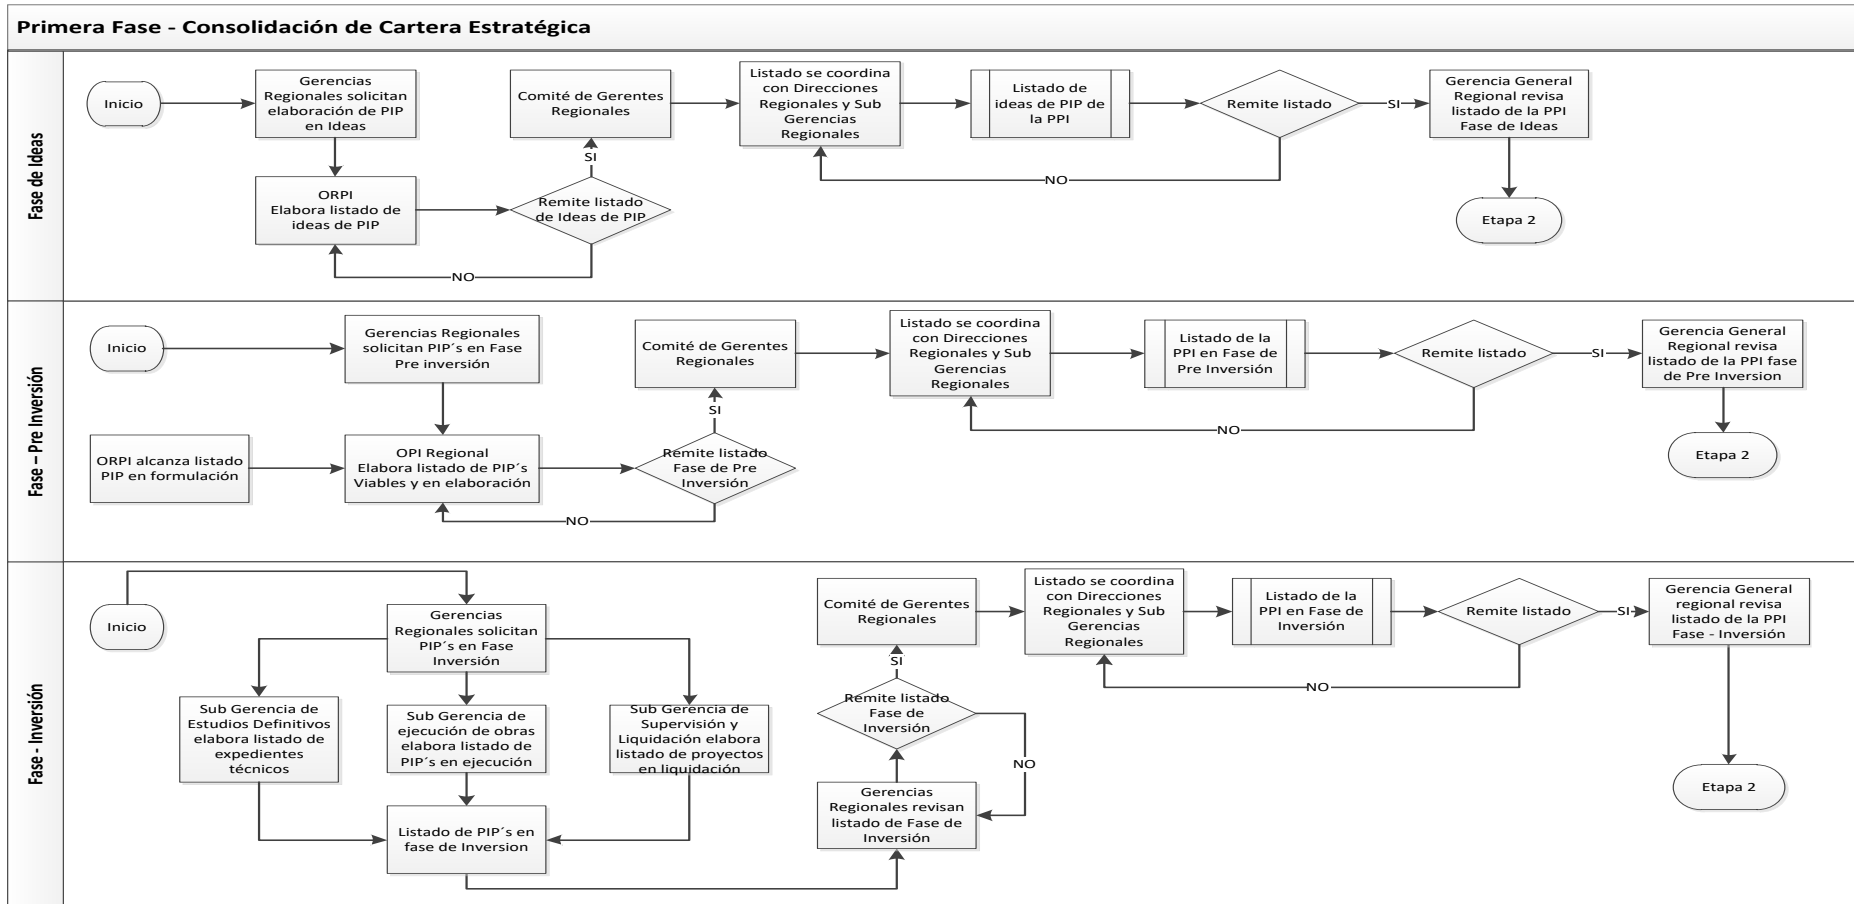 Primera Fase - Consolidación de Cartera Estratégica
Fase de Ideas
Inicio
Gerencias
Regionales solicitan
elaboración de PIP
en Ideas
ORPI
Elabora listado de
ideas de PIP
Remite listado
de Ideas de PIP
NO
SI
Comité de Gerentes
Regionales
Listado se coordina
con Direcciones
Regionales y Sub
Gerencias
Regionales
Listado de
ideas de PIP de
la PPI
Remite listado
NO
SI
Gerencia General
Regional revisa
listado de la PPI
Fase de Ideas
Etapa 2
Fase – Pre Inversión
Inicio
Gerencias Regionales
solicitan PIP´s en Fase
Pre inversión
ORPI alcanza listado
PIP en formulación
OPI Regional
Elabora listado de PIP´s
Viables y en elaboración
Remite listado
Fase de Pre
Inversión
NO
SI
Comité de Gerentes
Regionales
Listado se coordina
con Direcciones
Regionales y Sub
Gerencias
Regionales
Listado de la
PPI en Fase de
Pre Inversión
Remite listado
NO
SI
Gerencia General
Regional revisa
listado de la PPI fase
de Pre Inversion
Etapa 2
Fase - Inversión
Inicio
Gerencias
Regionales solicitan
PIP´s en Fase
Inversión
Sub Gerencia de
Estudios Definitivos
elabora listado de
expedientes
técnicos
Sub Gerencia de
ejecución de obras
elabora listado de
PIP´s en ejecución
Sub Gerencia de
Supervisión y
Liquidación elabora
listado de proyectos
en liquidación
Listado de PIP´s en
fase de Inversion
Gerencias
Regionales revisan
listado de Fase de
Inversión
Remite listado
Fase de
Inversión
NO
SI
Comité de Gerentes
Regionales
Listado se coordina
con Direcciones
Regionales y Sub
Gerencias
Regionales
Listado de la
PPI en Fase de
Inversión
Remite listado
NO
SI
Gerencia General
regional revisa
listado de la PPI
Fase - Inversión
Etapa 2